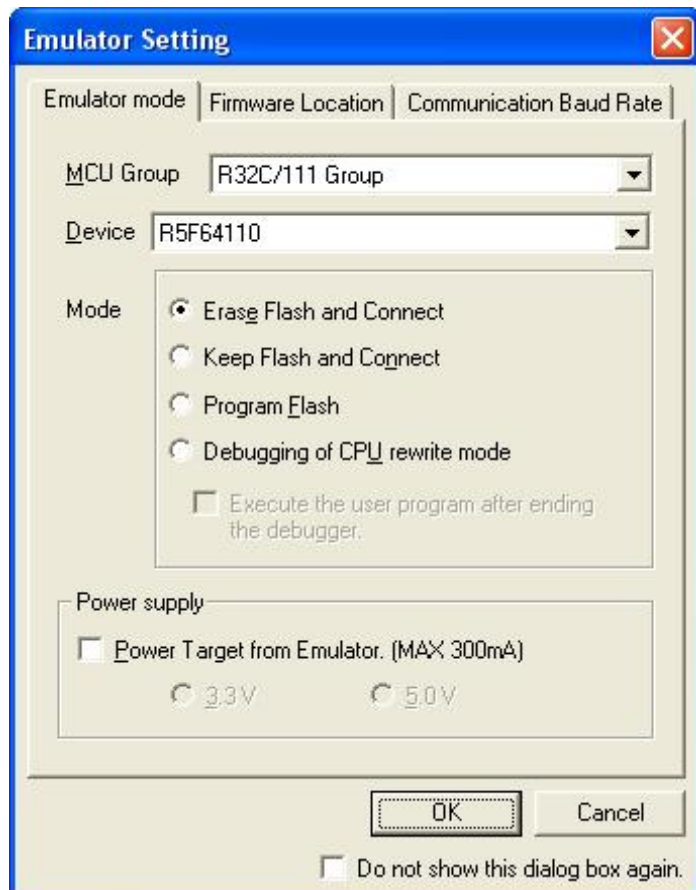 Emulator Setting
Emulator mode
Firmware Location
Communication Baud Rate
MCU Group
R32C/111 Group
Device
R5F64110
Mode
Erase Flash and Connect
Keep Flash and Connect
Program Flash
Debugging of CPU rewrite mode
Execute the user program after ending
the debugger.
Power supply
Power Target from Emulator. (MAX 300mA)
3.3 V
5.0 V
OK
Cancel
Do not show this dialog box again.